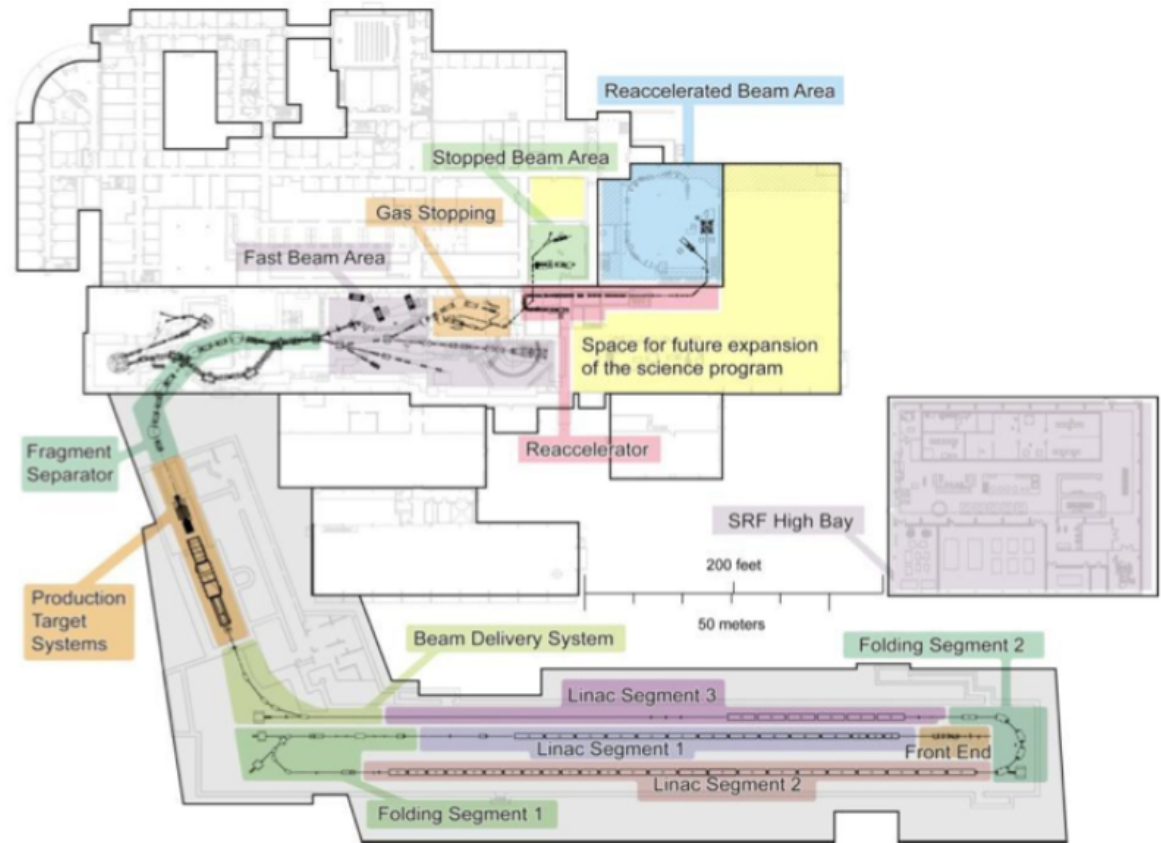 Reaccelerated Beam Area
Stopped Beam Area
Gas Stopping
Fast Beam Area
Space for future expansion
of the science program
Fragment
Separator
Reaccelerator
SRF High Bay
200 feet
50 meters
Production
Target
Systems
Beam Delivery System
Folding Segment 2
Linac Segment 3
Linac Segment 1
Front End
Linac Segment 2
Folding Segment 1